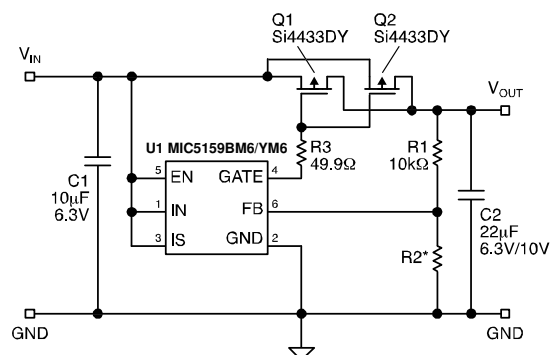 Q1
Si4433DY
Q2
Si4433DY
VIN
VOUT
U1 MIC5159BM6/YM6
R3
49.9Ω
R1
10kΩ
C1
10µF
6.3V
5 EN
GATE 4
1 IN
FB 6
3 IS
GND 2
R2*
C2
22µF
6.3V/10V
GND
GND